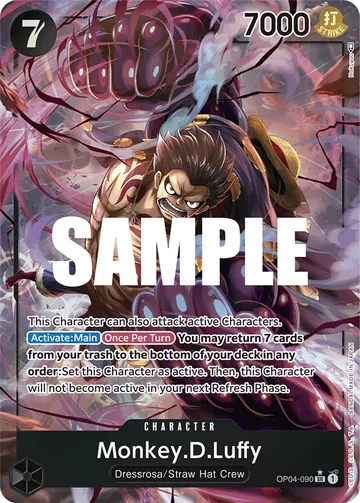 7
7000
打
STRIKE
SAMPLE
This Character can also attack active Characters.
Activate:Main Once Per Turn You may return 7 cards
from your trash to the bottom of your deck in any
order:Set this Character as active. Then, this Character
will not become active in your next Refresh Phase.
CHARACTER
Monkey.D.Luffy
Dressrosa/Straw Hat Crew
OP04-090 SR 1